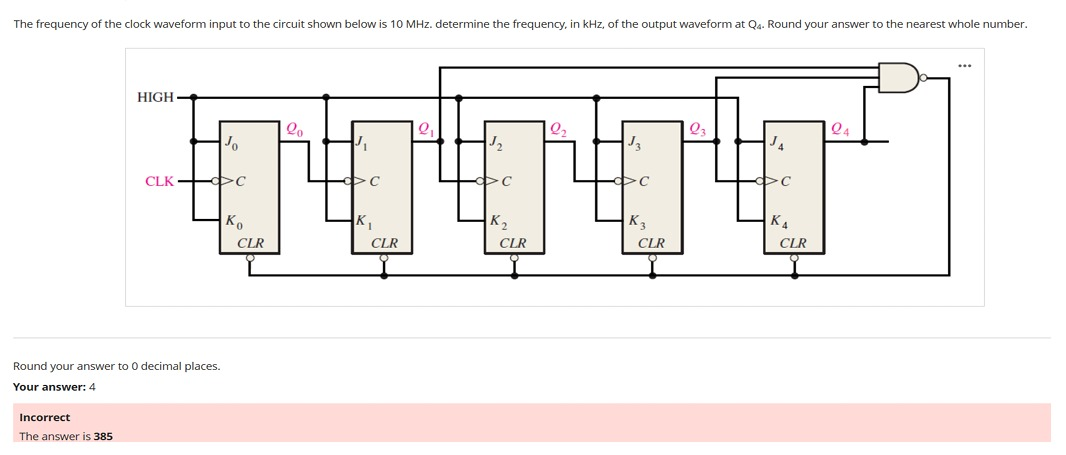 The frequency of the clock waveform input to the circuit shown below is 10 MHz. determine the frequency, in kHz, of the output waveform at Q₄. Round your answer to the nearest whole number.
...
HIGH
Q₀ Q₁ Q₂ Q₃ Q₄
J₀ J₁ J₂ J₃ J₄
CLK C C C C C
K₀ K₁ K₂ K₃ K₄
CLR CLR CLR CLR CLR
Round your answer to 0 decimal places.
Your answer: 4
Incorrect
The answer is 385